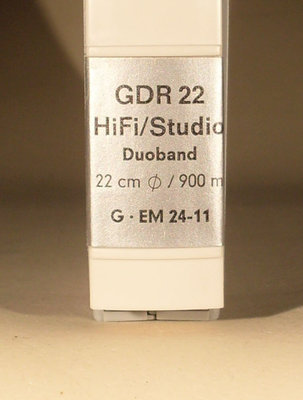 GDR 22
HiFi/Studio
Duoband
22 cm ϕ / 900 m
G · EM 24-11